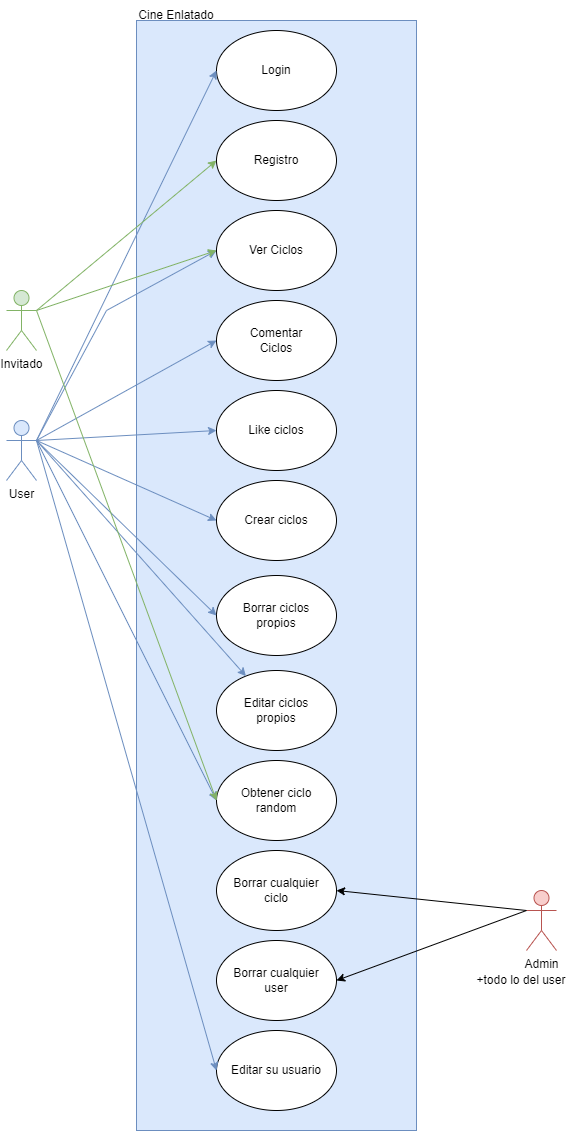 Cine Enlatado
Login
Registro
Ver Ciclos
Invitado
Comentar
Ciclos
User
Like ciclos
Crear ciclos
Borrar ciclos
propios
Editar ciclos
propios
Obtener ciclo
random
Borrar cualquier
ciclo
Admin
+todo lo del user
Borrar cualquier
user
Editar su usuario